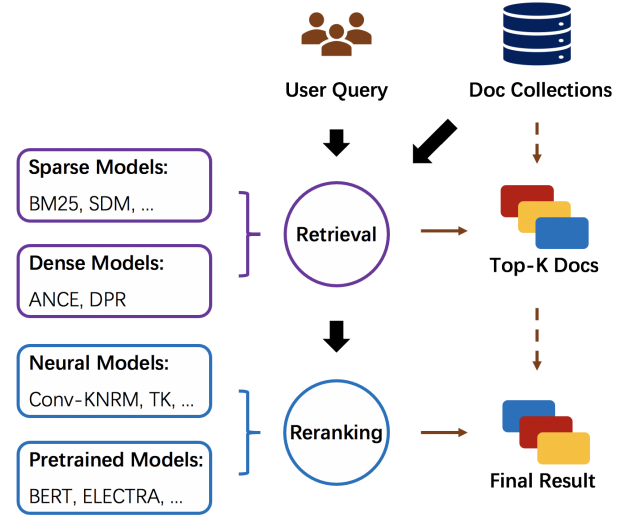 User Query
Doc Collections
Sparse Models:
BM25, SDM, ...
Retrieval
Dense Models:
ANCE, DPR
Top-K Docs
Neural Models:
Conv-KNRM, TK, ...
Reranking
Pretrained Models:
BERT, ELECTRA, ...
Final Result